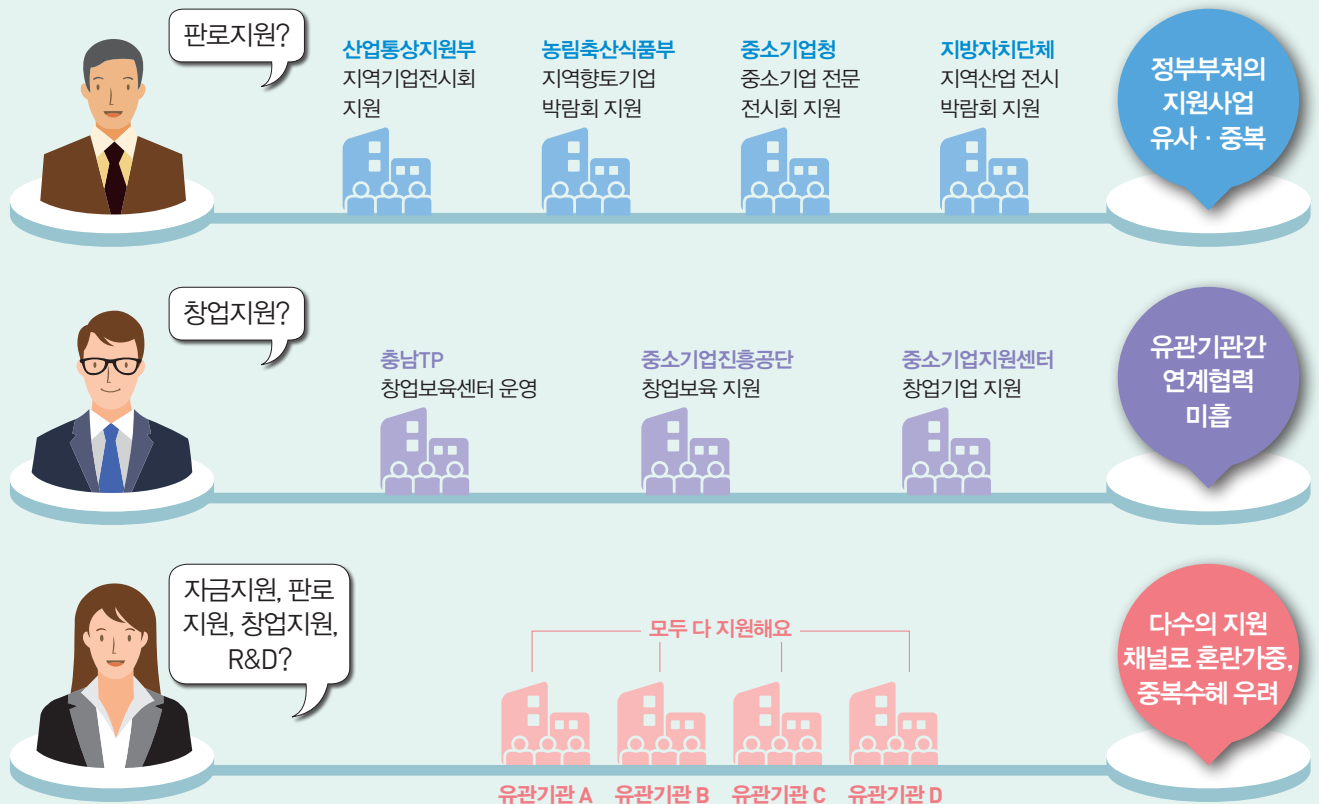 판로지원?
산업통상지원부
지역기업전시회
지원
농림축산식품부
지역향토기업
박람회 지원
중소기업청
중소기업 전문
전시회 지원
지방자치단체
지역산업 전시
박람회 지원
정부부처의
지원사업
유사 · 중복
창업지원?
충남TP
창업보육센터 운영
중소기업진흥공단
창업보육 지원
중소기업지원센터
창업기업 지원
유관기관간
연계협력
미흡
자금지원, 판로
지원, 창업지원,
R&D?
모두 다 지원해요
유관기관 A
유관기관 B
유관기관 C
유관기관 D
다수의 지원
채널로 혼란가중,
중복수혜 우려